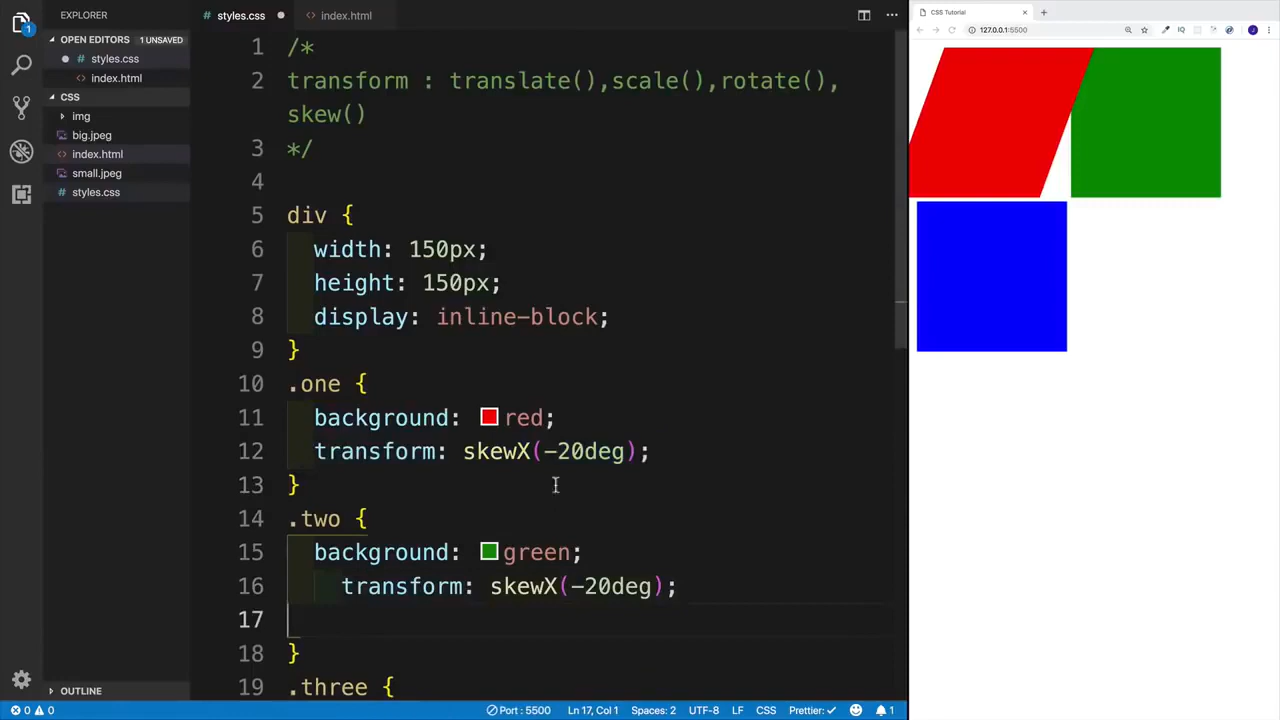 EXPLORER
OPEN EDITORS 1 UNSAVED
styles.css
index.html
CSS
img
big.jpeg
index.html
small.jpeg
styles.css
OUTLINE
1
styles.css
index.html
1 /*
2 transform : translate(),scale(),rotate(),
skew()
3 */
4
5 div {
6 width: 150px;
7 height: 150px;
8 display: inline-block;
9 }
10 .one {
11 background: red;
12 transform: skewX(-20deg);
13 }
14 .two {
15 background: green;
16 transform: skewX(-20deg);
17
18 }
19 .three {
0 0
Port : 5500 Ln 17, Col 1 Spaces: 2 UTF-8 LF CSS Prettier: ✓ 1
CSS Tutorial
127.0.0.1:5500